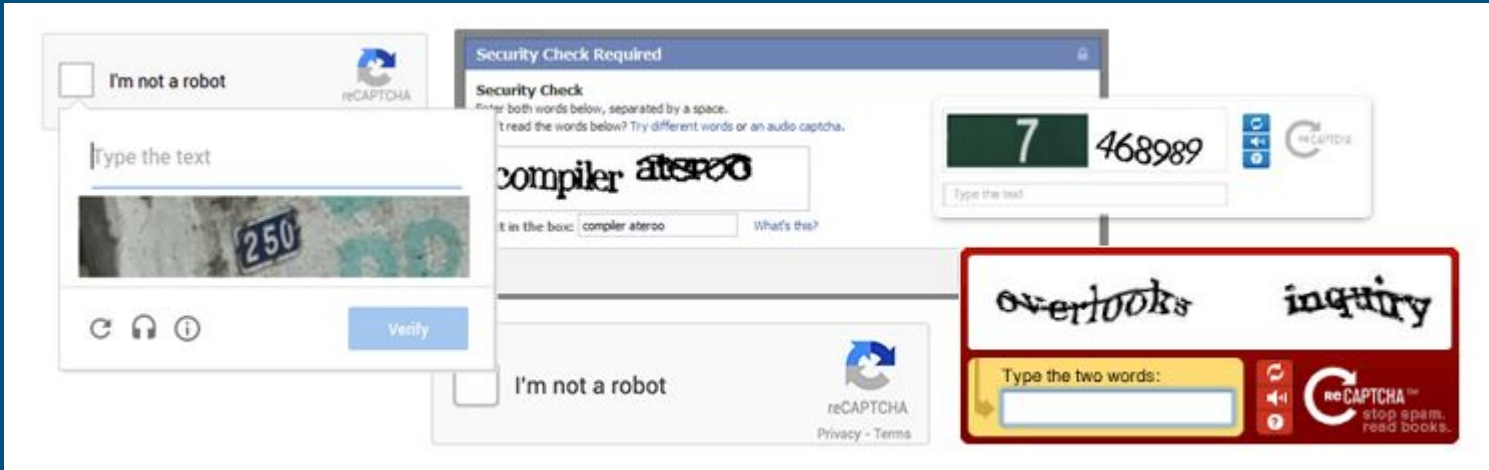 I'm not a robot
reCAPTCHA
Type the text
250
Verify
Security Check Required
Security Check
Enter both words below, separated by a space.
't read the words below? Try different words or an audio captcha.
compiler ateroo
t in the box: compiler ateroo What's this?
7 468989
reCAPTCHA
Type the text
I'm not a robot
reCAPTCHA
Privacy - Terms
overlooks inquiry
Type the two words:
reCAPTCHA
stop spam.
read books.